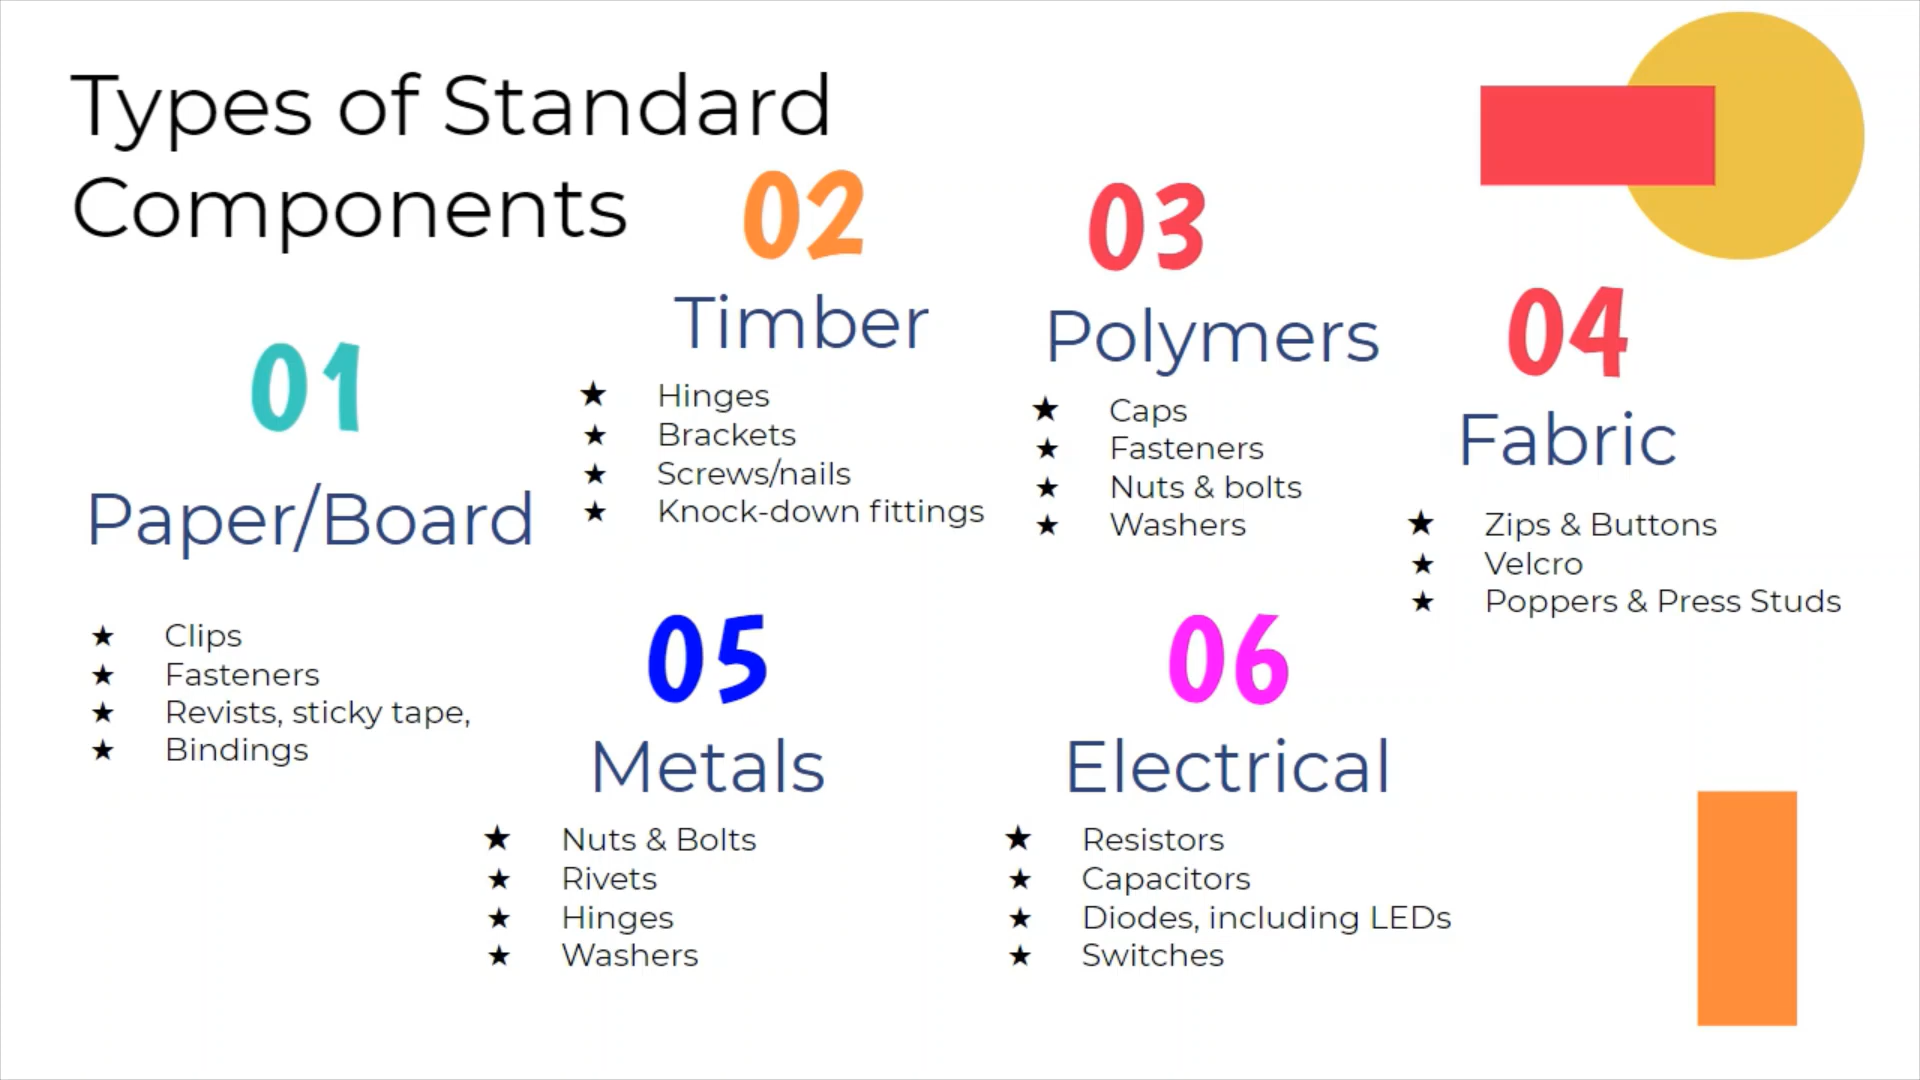 Types of Standard
Components
01
Paper/Board
★ Clips
★ Fasteners
★ Revists, sticky tape,
★ Bindings
02
Timber
★ Hinges
★ Brackets
★ Screws/nails
★ Knock-down fittings
03
Polymers
★ Caps
★ Fasteners
★ Nuts & bolts
★ Washers
04
Fabric
★ Zips & Buttons
★ Velcro
★ Poppers & Press Studs
05
Metals
★ Nuts & Bolts
★ Rivets
★ Hinges
★ Washers
06
Electrical
★ Resistors
★ Capacitors
★ Diodes, including LEDs
★ Switches